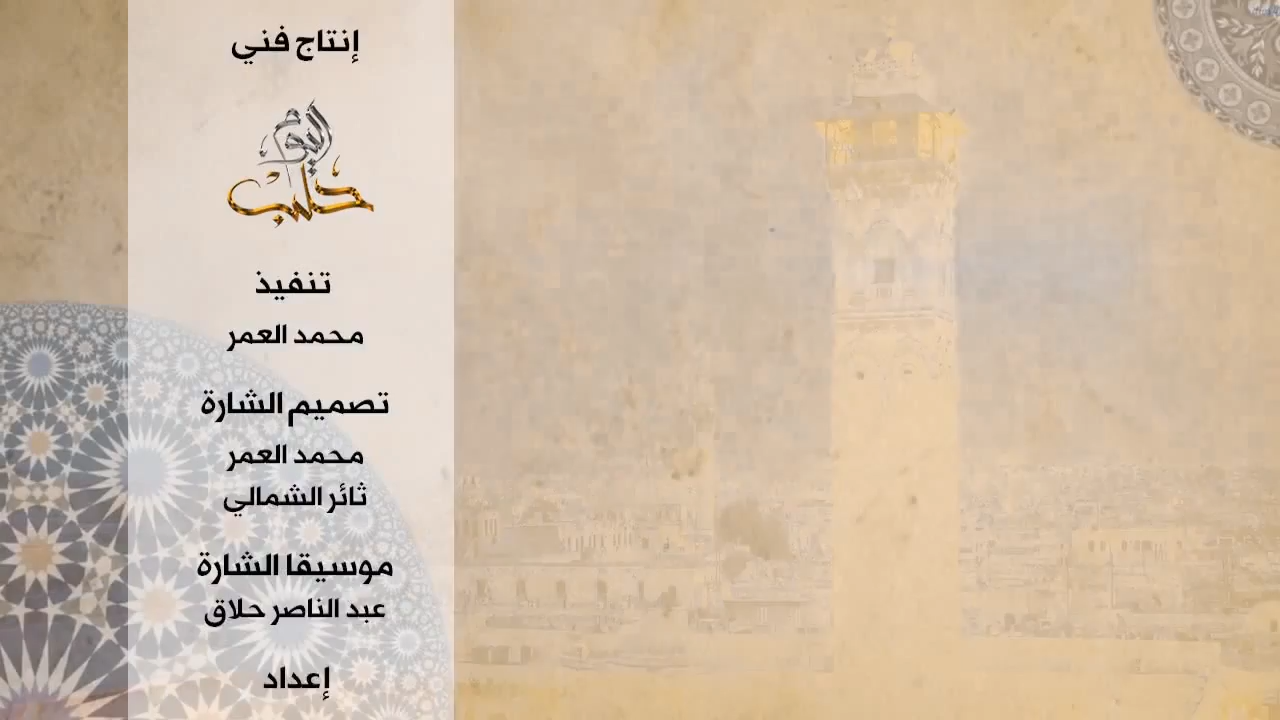 إنتاج فني
حلب اليوم
تنفيذ
محمد العمر
تصميم الشارة
محمد العمر
ثائر الشمالي
موسيقا الشارة
عبد الناصر حلاق
إعداد